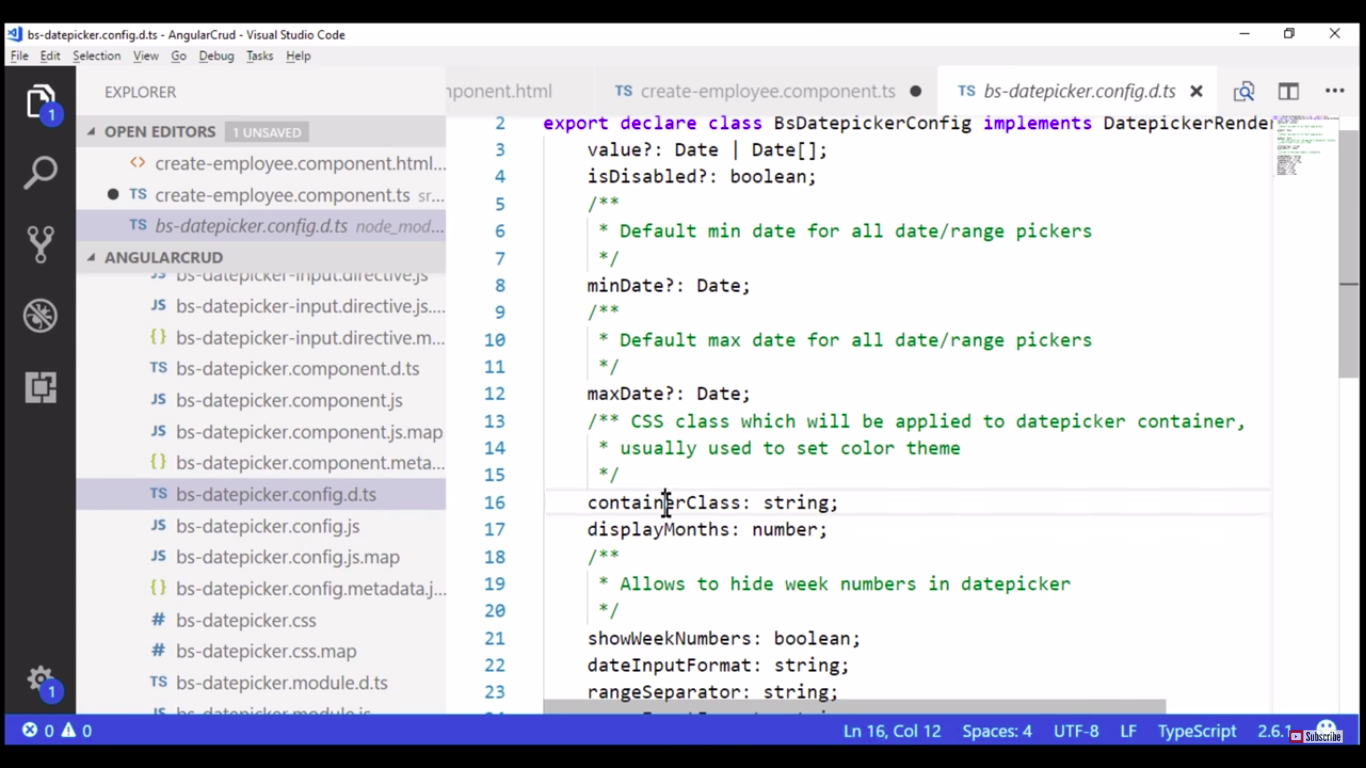 bs-datepicker.config.d.ts - AngularCrud - Visual Studio Code
File Edit Selection View Go Debug Tasks Help
EXPLORER
OPEN EDITORS 1 UNSAVED
create-employee.component.html...
create-employee.component.ts sr...
TS bs-datepicker.config.d.ts node_mod...
ANGULARCRUD
JS bs-datepicker-input.directive.js
JS bs-datepicker-input.directive.js....
{} bs-datepicker-input.directive.m...
TS bs-datepicker.component.d.ts
JS bs-datepicker.component.js
JS bs-datepicker.component.js.map
{} bs-datepicker.component.meta...
TS bs-datepicker.config.d.ts
JS bs-datepicker.config.js
JS bs-datepicker.config.js.map
{} bs-datepicker.config.metadata.j...
# bs-datepicker.css
# bs-datepicker.css.map
TS bs-datepicker.module.d.ts
JS bs-datepicker.module.js
1
1
ponent.html TS create-employee.component.ts TS bs-datepicker.config.d.ts
2 export declare class BsDatepickerConfig implements DatepickerRende
3 value?: Date | Date[];
4 isDisabled?: boolean;
5 /**
6 * Default min date for all date/range pickers
7 */
8 minDate?: Date;
9 /**
10 * Default max date for all date/range pickers
11 */
12 maxDate?: Date;
13 /** CSS class which will be applied to datepicker container,
14 * usually used to set color theme
15 */
16 containerClass: string;
17 displayMonths: number;
18 /**
19 * Allows to hide week numbers in datepicker
20 */
21 showWeekNumbers: boolean;
22 dateInputFormat: string;
23 rangeSeparator: string;
0 0 Ln 16, Col 12 Spaces: 4 UTF-8 LF TypeScript 2.6.1
Subscribe